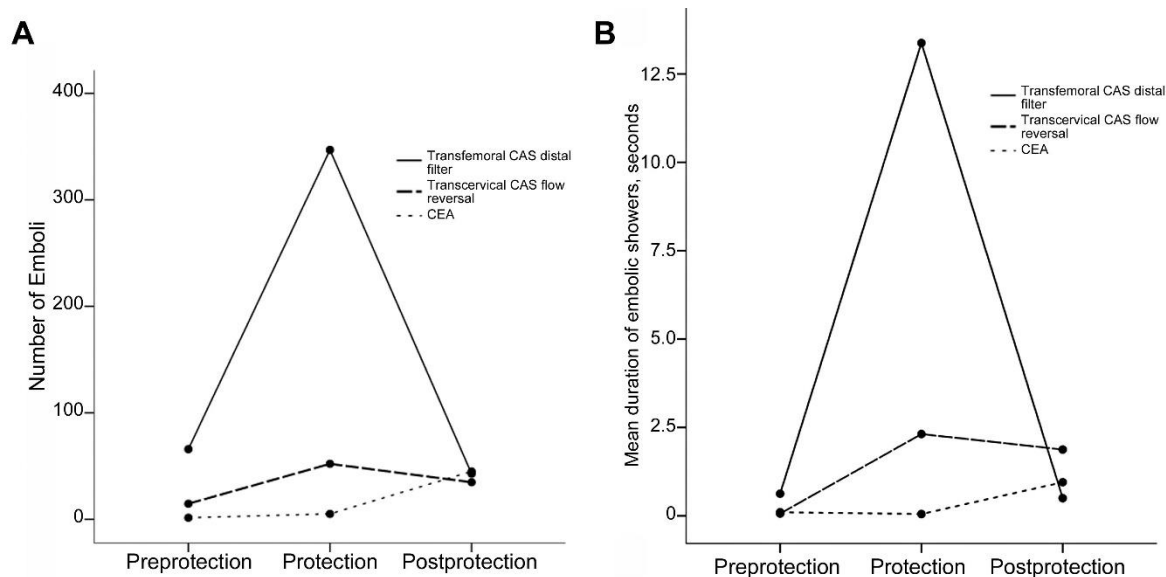 A
Number of Emboli
400
300
200
100
0
Transfemoral CAS distal
filter
Transcervical CAS flow
reversal
CEA
Preprotection
Protection
Postprotection
B
Mean duration of embolic showers, seconds
12.5
10.0
7.5
5.0
2.5
0
Transfemoral CAS distal
filter
Transcervical CAS flow
reversal
CEA
Preprotection
Protection
Postprotection